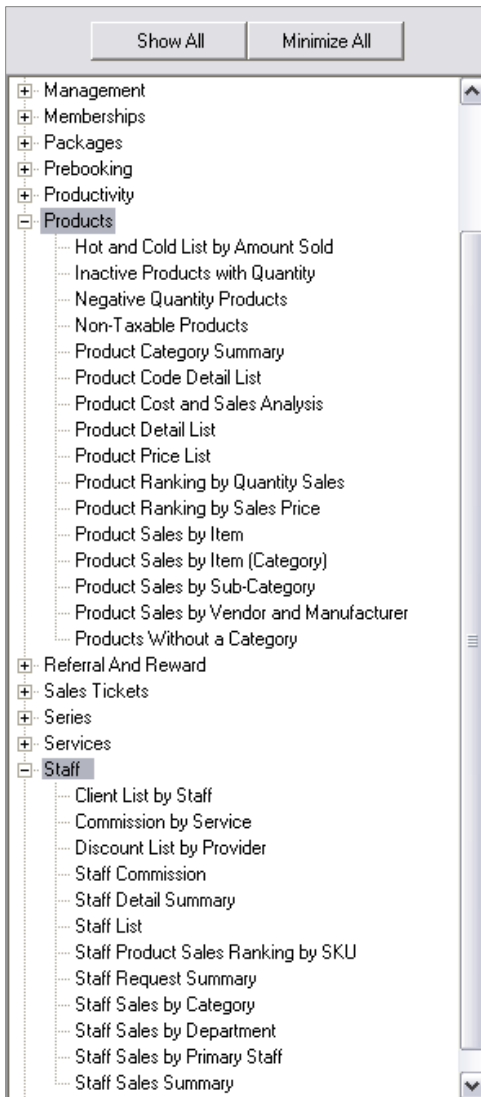 Show All Minimize All
Management
Memberships
Packages
Prebooking
Productivity
Products
Hot and Cold List by Amount Sold
Inactive Products with Quantity
Negative Quantity Products
Non-Taxable Products
Product Category Summary
Product Code Detail List
Product Cost and Sales Analysis
Product Detail List
Product Price List
Product Ranking by Quantity Sales
Product Ranking by Sales Price
Product Sales by Item
Product Sales by Item (Category)
Product Sales by Sub-Category
Product Sales by Vendor and Manufacturer
Products Without a Category
Referral And Reward
Sales Tickets
Series
Services
Staff
Client List by Staff
Commission by Service
Discount List by Provider
Staff Commission
Staff Detail Summary
Staff List
Staff Product Sales Ranking by SKU
Staff Request Summary
Staff Sales by Category
Staff Sales by Department
Staff Sales by Primary Staff
Staff Sales Summary